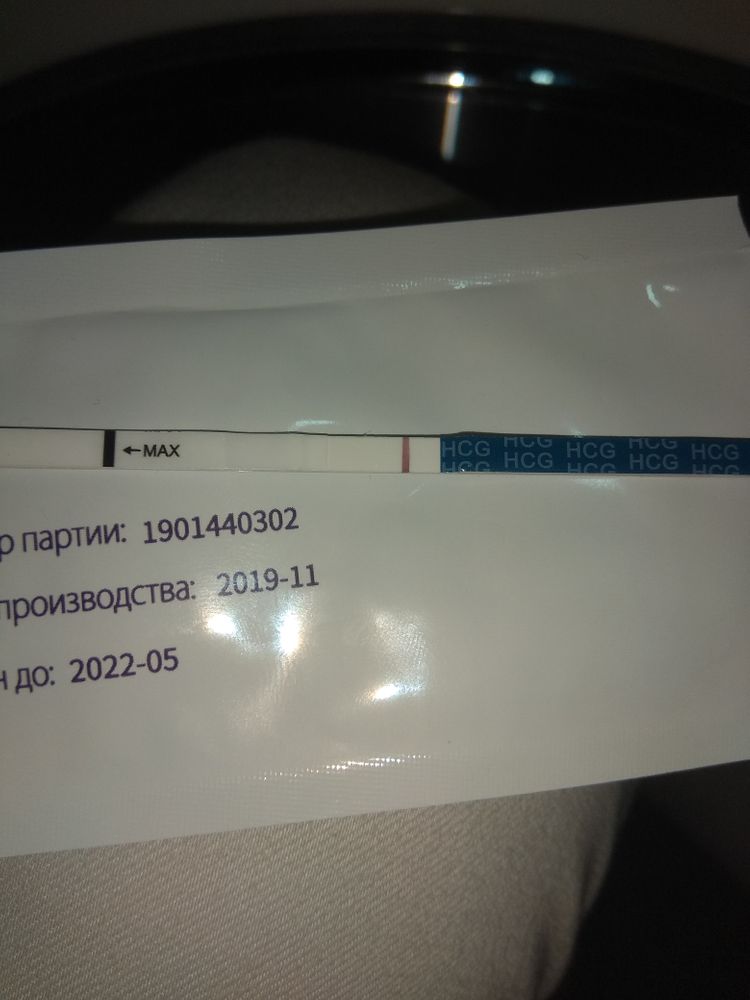 ←MAX
HCG HCG HCG HCG HCG
HCG HCG HCG HCG HCG
р партии: 1901440302
производства: 2019-11
н до: 2022-05